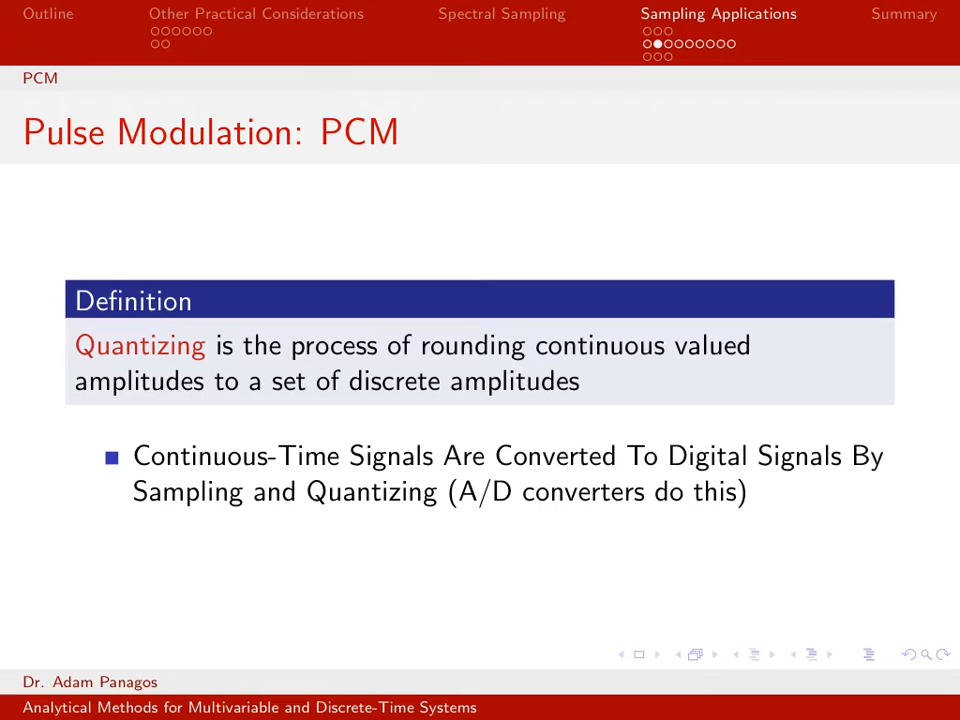 Outline Other Practical Considerations Spectral Sampling Sampling Applications Summary
PCM
Pulse Modulation: PCM
Definition
Quantizing is the process of rounding continuous valued
amplitudes to a set of discrete amplitudes
Continuous-Time Signals Are Converted To Digital Signals By
Sampling and Quantizing (A/D converters do this)
Dr. Adam Panagos
Analytical Methods for Multivariable and Discrete-Time Systems